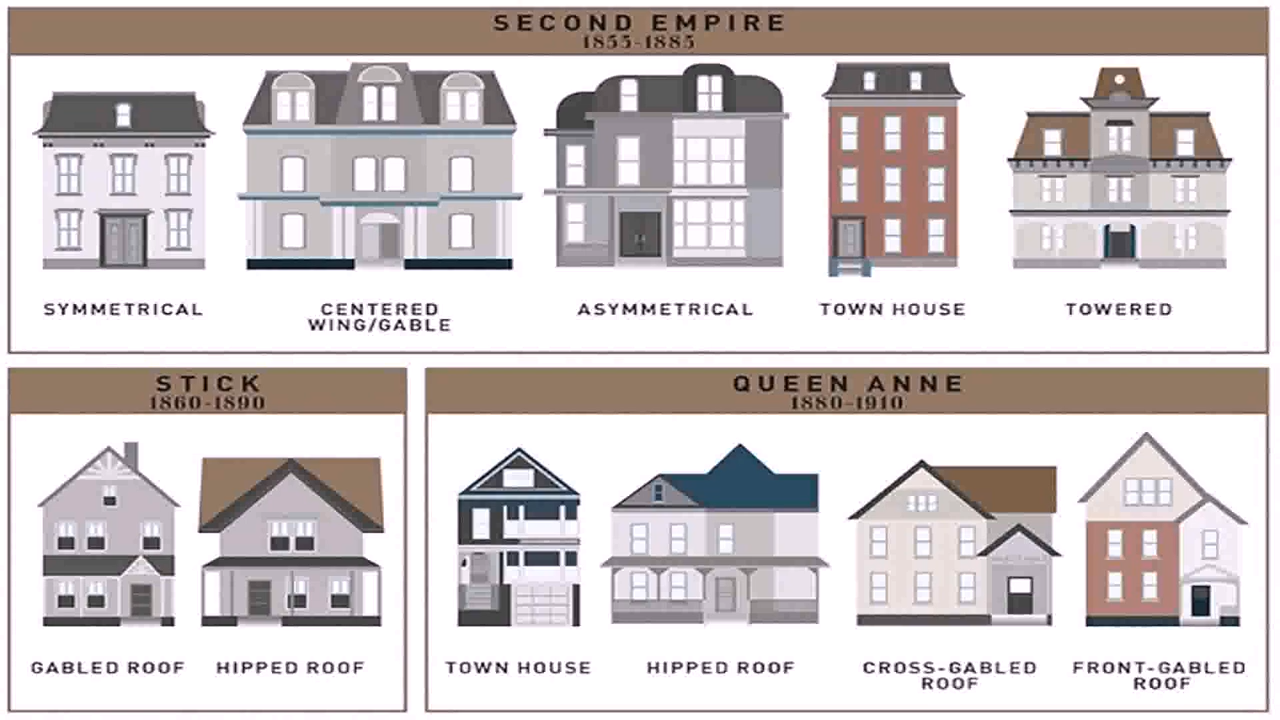 SECOND EMPIRE
1855-1885
SYMMETRICAL
CENTERED
WING/GABLE
ASYMMETRICAL
TOWN HOUSE
TOWERED
STICK
1860-1890
GABLED ROOF
HIPPED ROOF
QUEEN ANNE
1880-1910
TOWN HOUSE
HIPPED ROOF
CROSS-GABLED
ROOF
FRONT-GABLED
ROOF